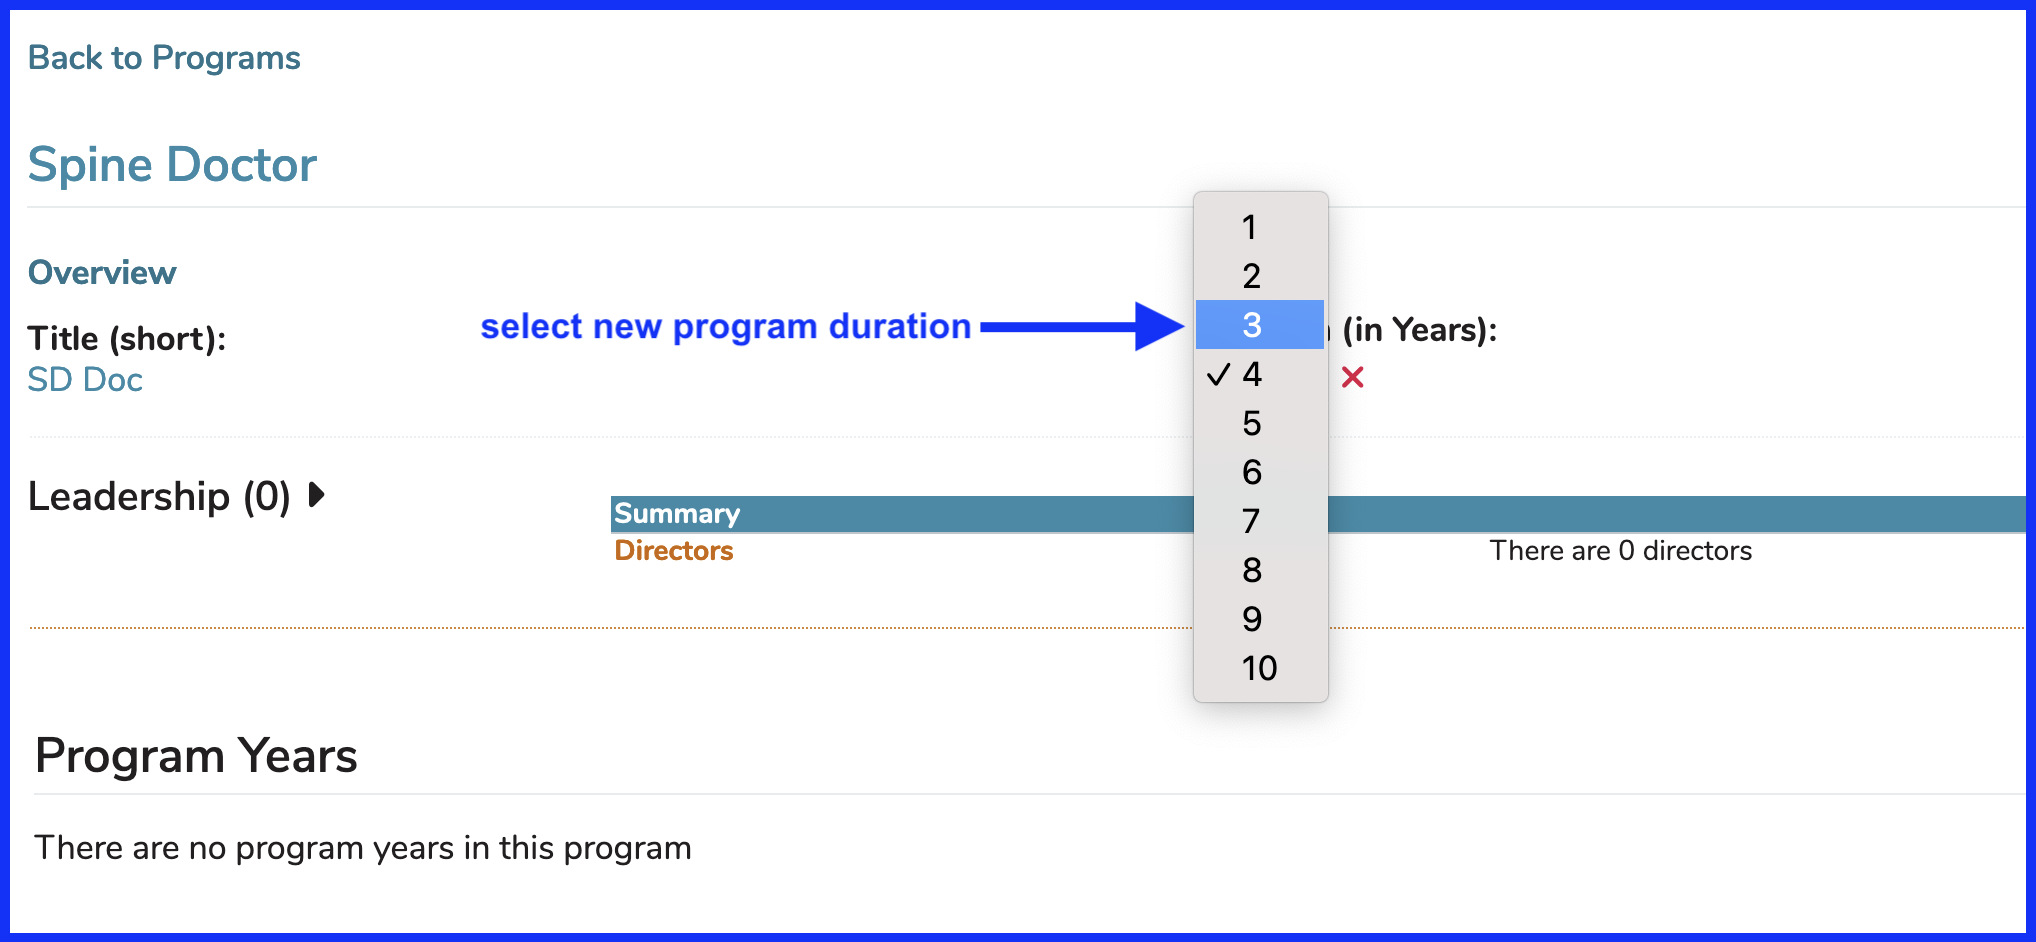 Back to Programs
Spine Doctor
Overview
Title (short):
SD Doc
select new program duration
(in Years):
1
2
3
✓ 4
5
6
7
8
9
10
Leadership (0)
Summary
Directors
There are 0 directors
Program Years
There are no program years in this program